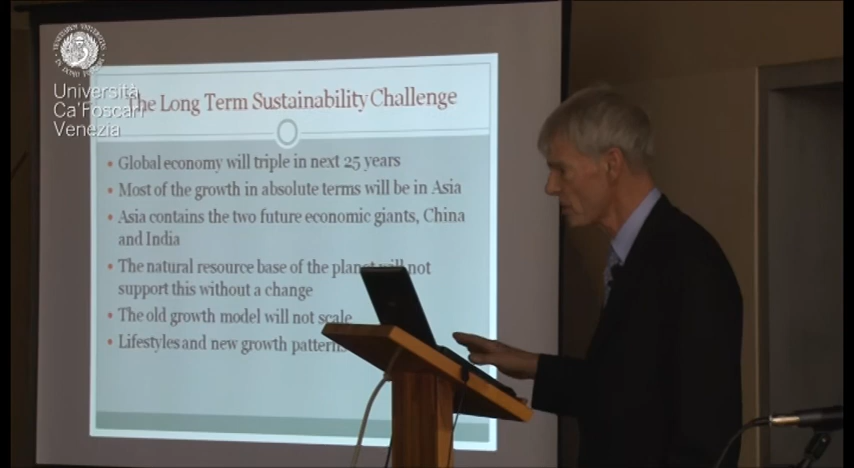 Università
Ca'Foscari
Venezia
The Long Term Sustainability Challenge
• Global economy will triple in next 25 years
• Most of the growth in absolute terms will be in Asia
• Asia contains the two future economic giants, China
and India
• The natural resource base of the planet will not
support this without a change
• The old growth model will not scale
• Lifestyles and new growth patterns